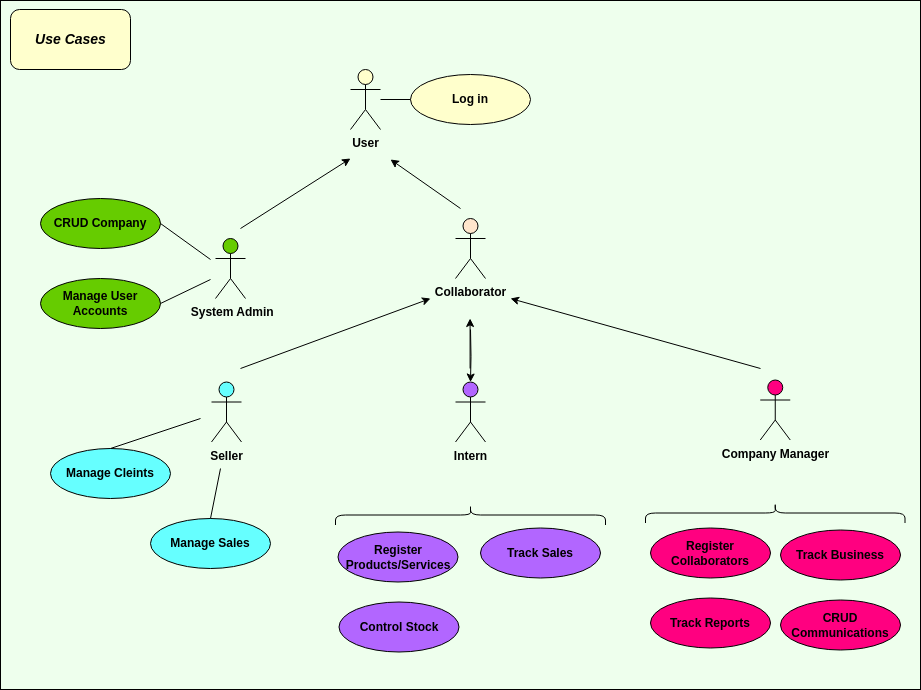 Use Cases
User
Log in
CRUD Company
Manage User
Accounts
System Admin
Collaborator
Seller
Intern
Company Manager
Manage Cleints
Manage Sales
Register
Products/Services
Track Sales
Control Stock
Register
Collaborators
Track Business
Track Reports
CRUD
Communications